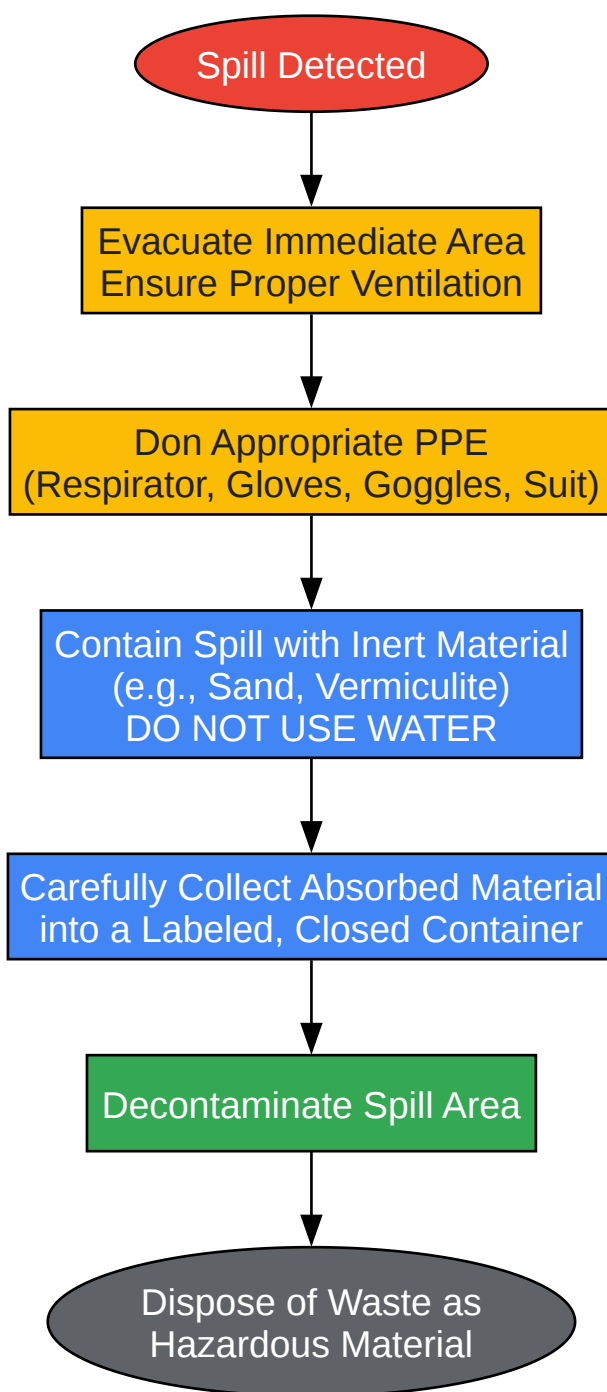 Spill Detected
Evacuate Immediate Area
Ensure Proper Ventilation
Don Appropriate PPE
(Respirator, Gloves, Goggles, Suit)
Contain Spill with Inert Material
(e.g., Sand, Vermiculite)
DO NOT USE WATER
Carefully Collect Absorbed Material
into a Labeled, Closed Container
Decontaminate Spill Area
Dispose of Waste as
Hazardous Material